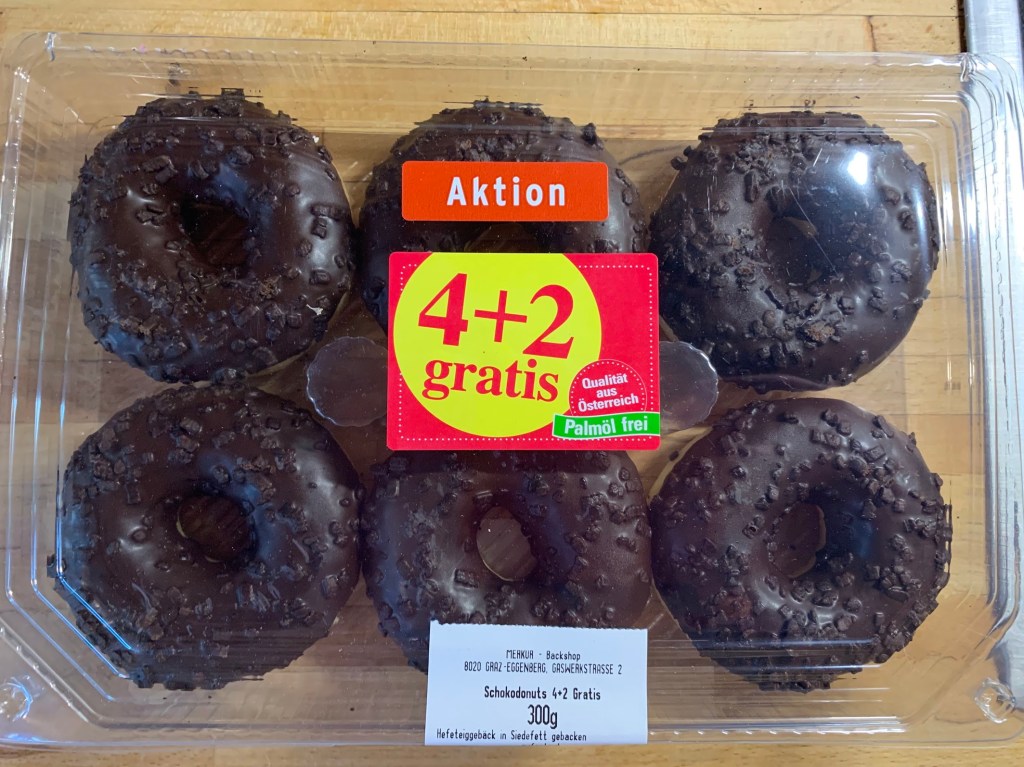 Aktion
4+2
gratis
Qualität
aus
Österreich
Palmöl frei
MERKUR - Backshop
8020 GRAZ-EGGENBERG, GASWERKSTRASSE 2
Schokodonuts 4+2 Gratis
300g
Hefeteiggebäck in Siedefett gebacken